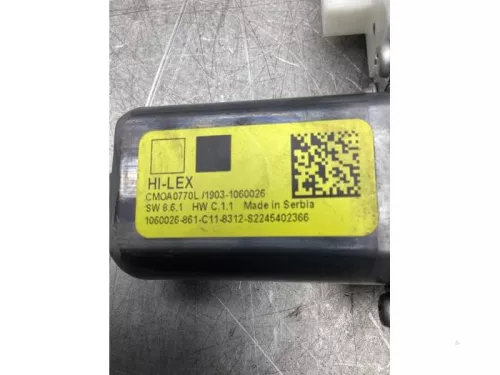 HI-LEX
CMOA0770L /1903-1060026
SW 8.6.1 HW C.1.1 Made in Serbia
1060026-861-C11-8312-S2245402366